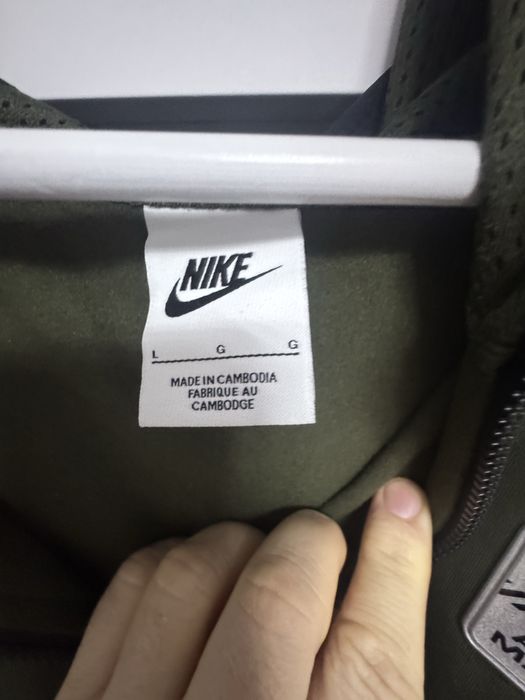 NIKE
L G G
MADE IN CAMBODIA
FABRIQUE AU
CAMBODGE